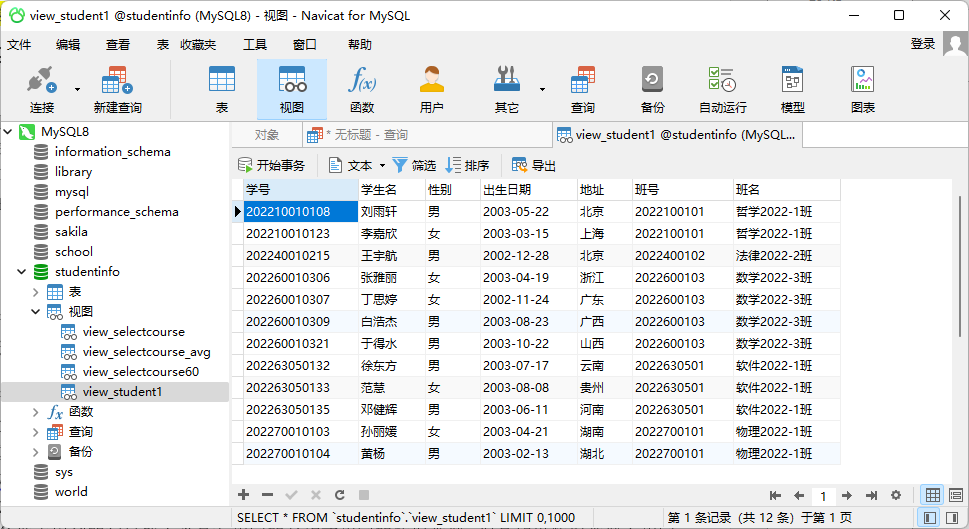 view_student1 @studentinfo (MySQL8) - 视图 - Navicat for MySQL
文件 编辑 查看 表 收藏夹 工具 窗口 帮助 登录
连接 新建查询 表 视图 函数 用户 其它 查询 备份 自动运行 模型 图表
对象 * 无标题 - 查询 view_student1 @studentinfo (MySQL...
开始事务 文本 筛选 排序 导出
MySQL8
information_schema
library
mysql
performance_schema
sakila
school
studentinfo
表
视图
view_selectcourse
view_selectcourse_avg
view_selectcourse60
view_student1
函数
查询
备份
sys
world
学号 学生名 性别 出生日期 地址 班号 班名
202210010108 刘雨轩 男 2003-05-22 北京 2022100101 哲学2022-1班
202210010123 李嘉欣 女 2003-03-15 上海 2022100101 哲学2022-1班
202240010215 王宇航 男 2002-12-28 北京 2022400102 法律2022-2班
202260010306 张雅丽 女 2003-04-19 浙江 2022600103 数学2022-3班
202260010307 丁思婷 女 2002-11-24 广东 2022600103 数学2022-3班
202260010309 白浩杰 男 2003-08-23 广西 2022600103 数学2022-3班
202260010321 于得水 男 2003-10-22 山西 2022600103 数学2022-3班
202263050132 徐东方 男 2003-07-17 云南 2022630501 软件2022-1班
202263050133 范慧 女 2003-08-08 贵州 2022630501 软件2022-1班
202263050135 邓健辉 男 2003-06-11 河南 2022630501 软件2022-1班
202270010103 孙丽媛 女 2003-04-21 湖南 2022700101 物理2022-1班
202270010104 黄杨 男 2003-02-13 湖北 2022700101 物理2022-1班
1
SELECT * FROM `studentinfo`.`view_student1` LIMIT 0,1000 第 1 条记录（共 12 条）于第 1 页